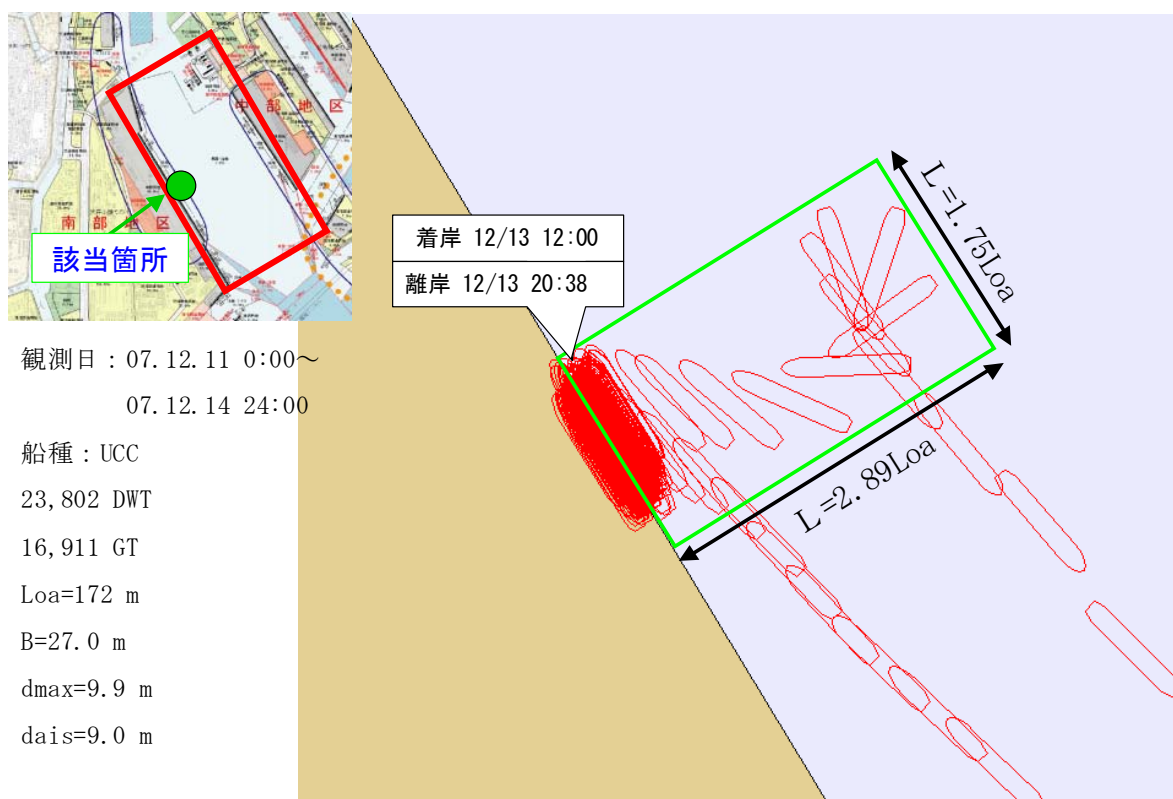 中部地区
南部地区
該当箇所
着岸 12/13 12:00
離岸 12/13 20:38
L=1.75Loa
L=2.89Loa
観測日：07.12.11 0:00～
07.12.14 24:00
船種：UCC
23,802 DWT
16,911 GT
Loa=172 m
B=27.0 m
dmax=9.9 m
dais=9.0 m